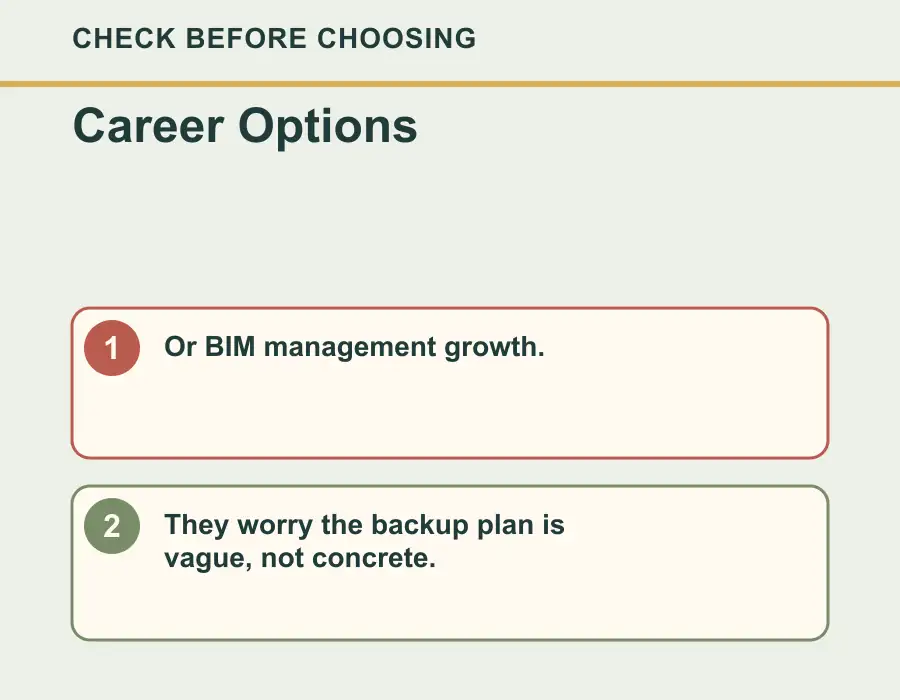 CHECK BEFORE CHOOSING
Career Options
1 Or BIM management growth.
2 They worry the backup plan is
vague, not concrete.